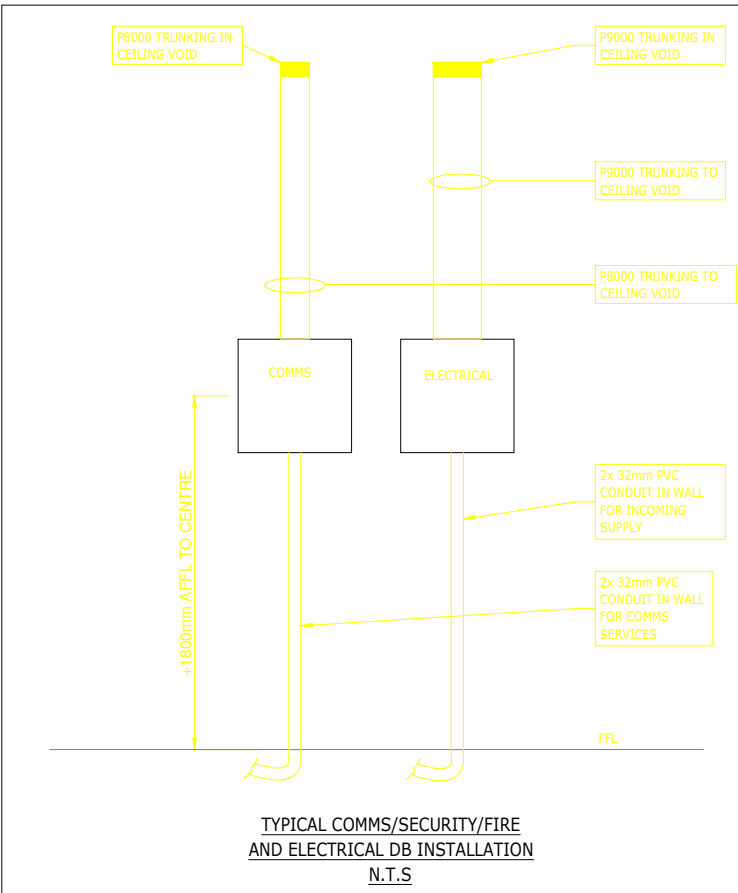 P8000 TRUNKING IN
CEILING VOID
P9000 TRUNKING IN
CEILING VOID
P9000 TRUNKING TO
CEILING VOID
P8000 TRUNKING TO
CEILING VOID
COMMS
ELECTRICAL
+1800mm AFFL TO CENTRE
2x 32mm PVC
CONDUIT IN WALL
FOR INCOMING
SUPPLY
2x 32mm PVC
CONDUIT IN WALL
FOR COMMS
SERVICES
FFL
TYPICAL COMMS/SECURITY/FIRE
AND ELECTRICAL DB INSTALLATION
N.T.S